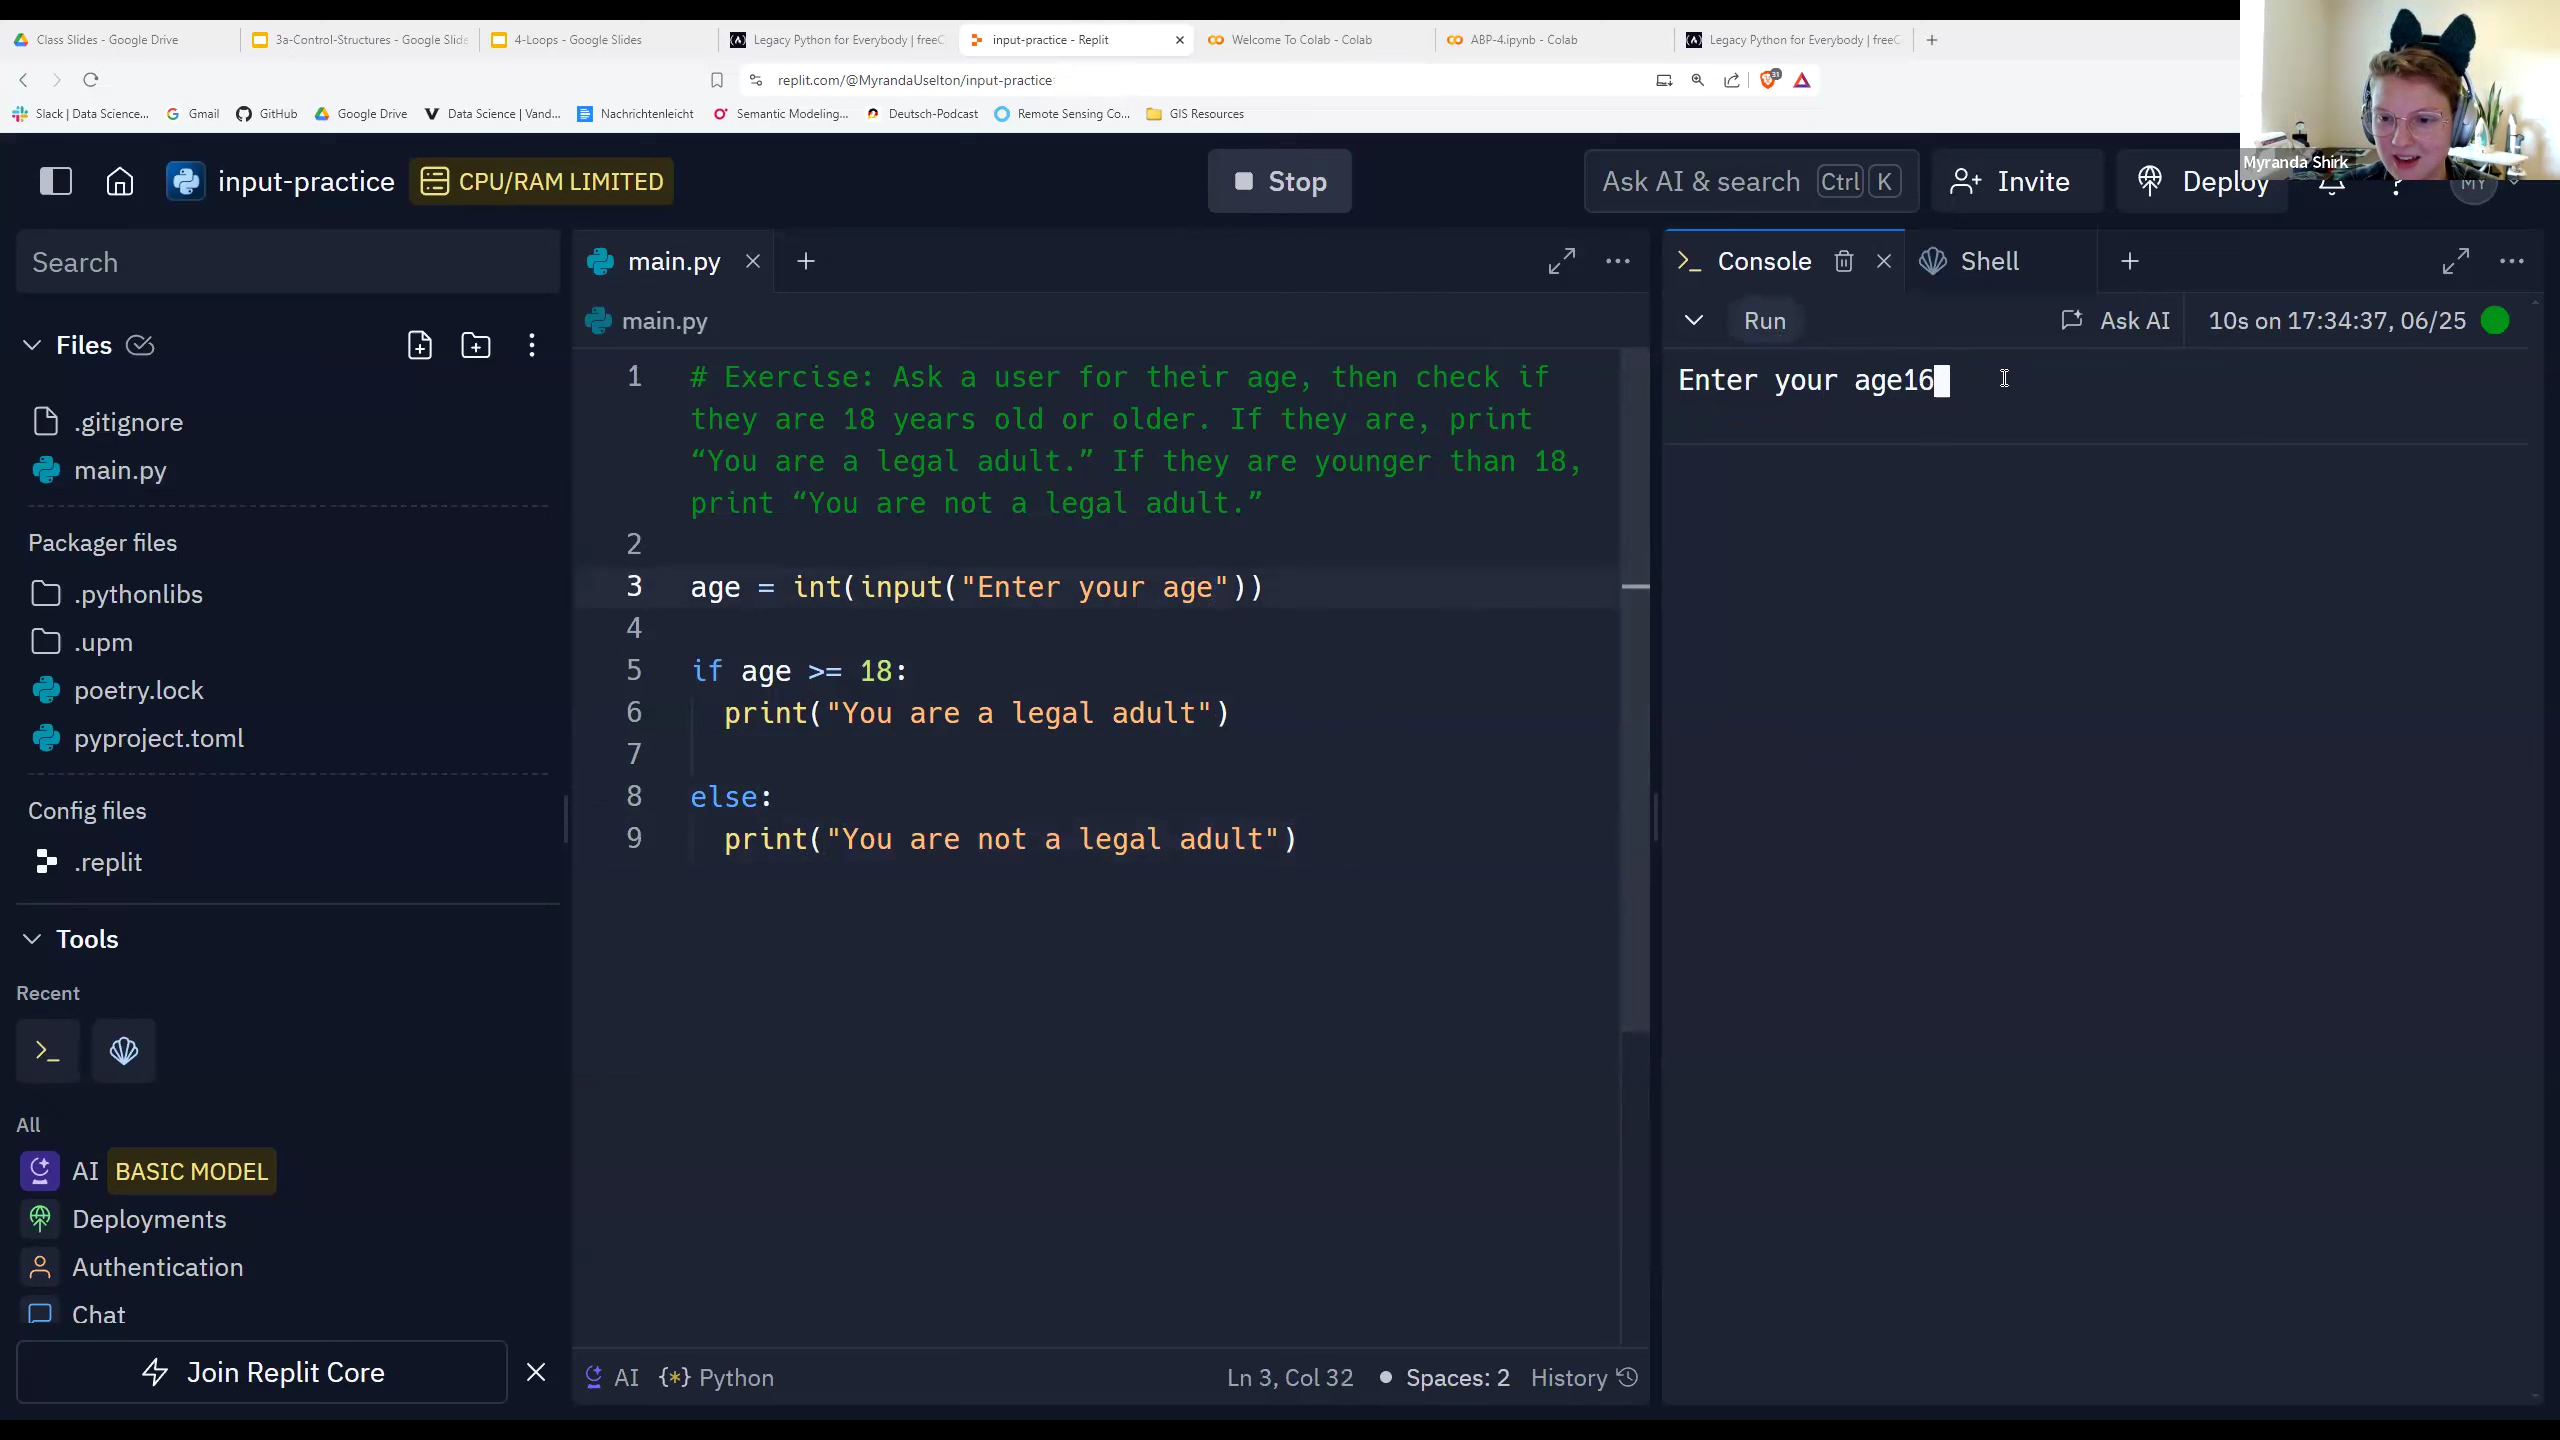 Class Slides - Google Drive
3a-Control-Structures - Google Slid
4-Loops - Google Slides
Legacy Python for Everybody | freeC
input-practice - Replit
Welcome To Colab - Colab
ABP-4.ipynb - Colab
Legacy Python for Everybody | freeC
replit.com/@MyrandaUselton/input-practice
31
Slack | Data Science...
Gmail
GitHub
Google Drive
Data Science | Vand...
Nachrichtenleicht
Semantic Modeling...
Deutsch-Podcast
Remote Sensing Co...
GIS Resources
Myranda Shirk
input-practice
CPU/RAM LIMITED
Stop
Ask AI & search Ctrl K
Invite
Deploy
MY
Search
Files
.gitignore
main.py
Packager files
.pythonlibs
.upm
poetry.lock
pyproject.toml
Config files
.replit
Tools
Recent
All
AI BASIC MODEL
Deployments
Authentication
Chat
Join Replit Core
main.py
main.py
1 # Exercise: Ask a user for their age, then check if
they are 18 years old or older. If they are, print
“You are a legal adult.” If they are younger than 18,
print “You are not a legal adult.”
2
3 age = int(input("Enter your age"))
4
5 if age >= 18:
6 print("You are a legal adult")
7
8 else:
9 print("You are not a legal adult")
AI
{*} Python
Ln 3, Col 32
Spaces: 2
History
Console
Shell
Run
Ask AI
10s on 17:34:37, 06/25
Enter your age16